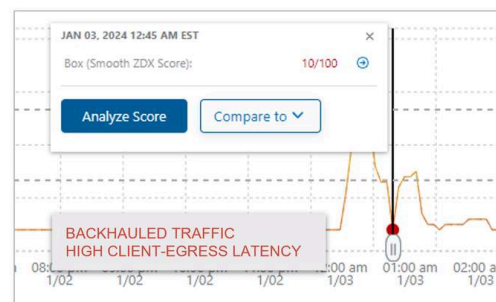 JAN 03, 2024 12:45 AM EST
Box (Smooth ZDX Score): 10/100
Analyze Score
Compare to
BACKHAULED TRAFFIC
HIGH CLIENT-EGRESS LATENCY
08: :00 am 01:00 am 02:00 a
1/02 1/02 1/02 1/02 1/03 1/03 1/03